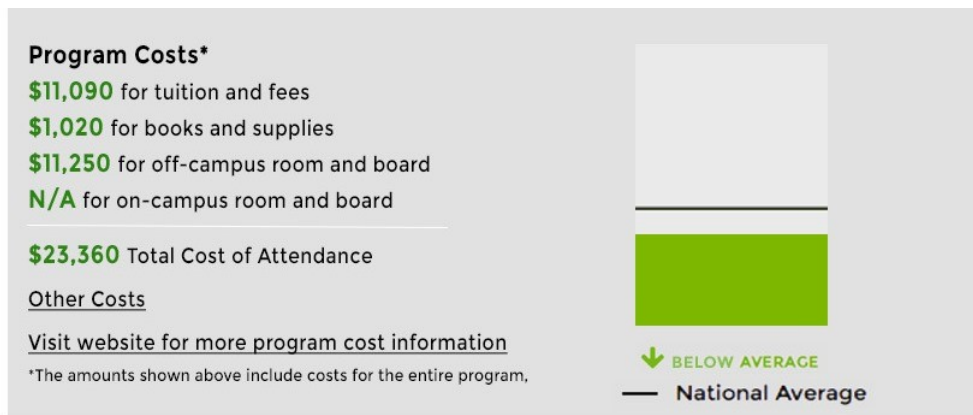 Program Costs*
$11,090 for tuition and fees
$1,020 for books and supplies
$11,250 for off-campus room and board
N/A for on-campus room and board
$23,360 Total Cost of Attendance
Other Costs
Visit website for more program cost information
*The amounts shown above include costs for the entire program,
BELOW AVERAGE
National Average